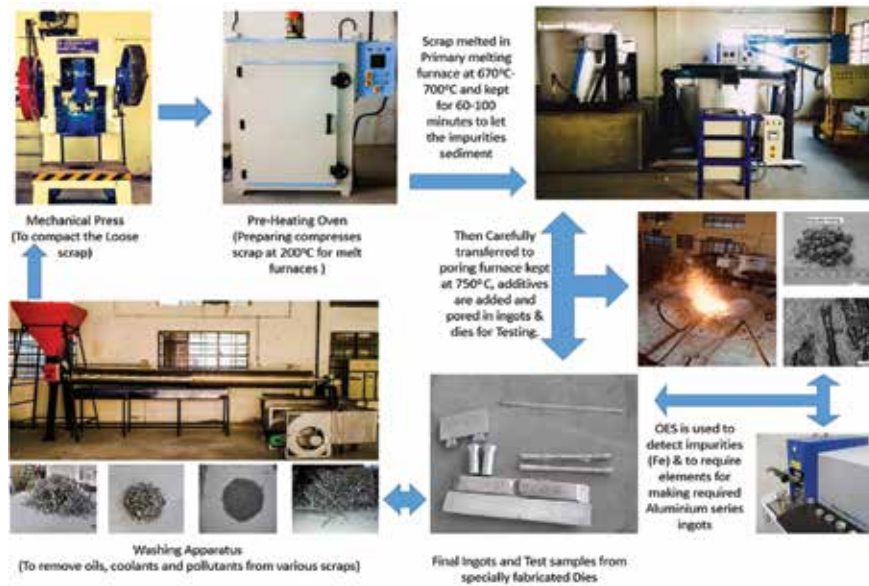 Scrap melted in
Primary melting
furnace at 670°C-
700°C and kept
for 60-100
minutes to let
the impurities
sediment
Mechanical Press
(To compact the Loose
scrap)
Pre-Heating Oven
(Preparing compresses
scrap at 200°C for melt
furnaces )
Then Carefully
transferred to
poring furnace kept
at 750°C, additives
are added and
pored in ingots &
dies for Testing.
OES is used to
detect impurities
(Fe) & to require
elements for
making required
Aluminium series
ingots
Washing Apparatus
(To remove oils, coolants and pollutants from various scraps)
Final Ingots and Test samples from
specially fabricated Dies